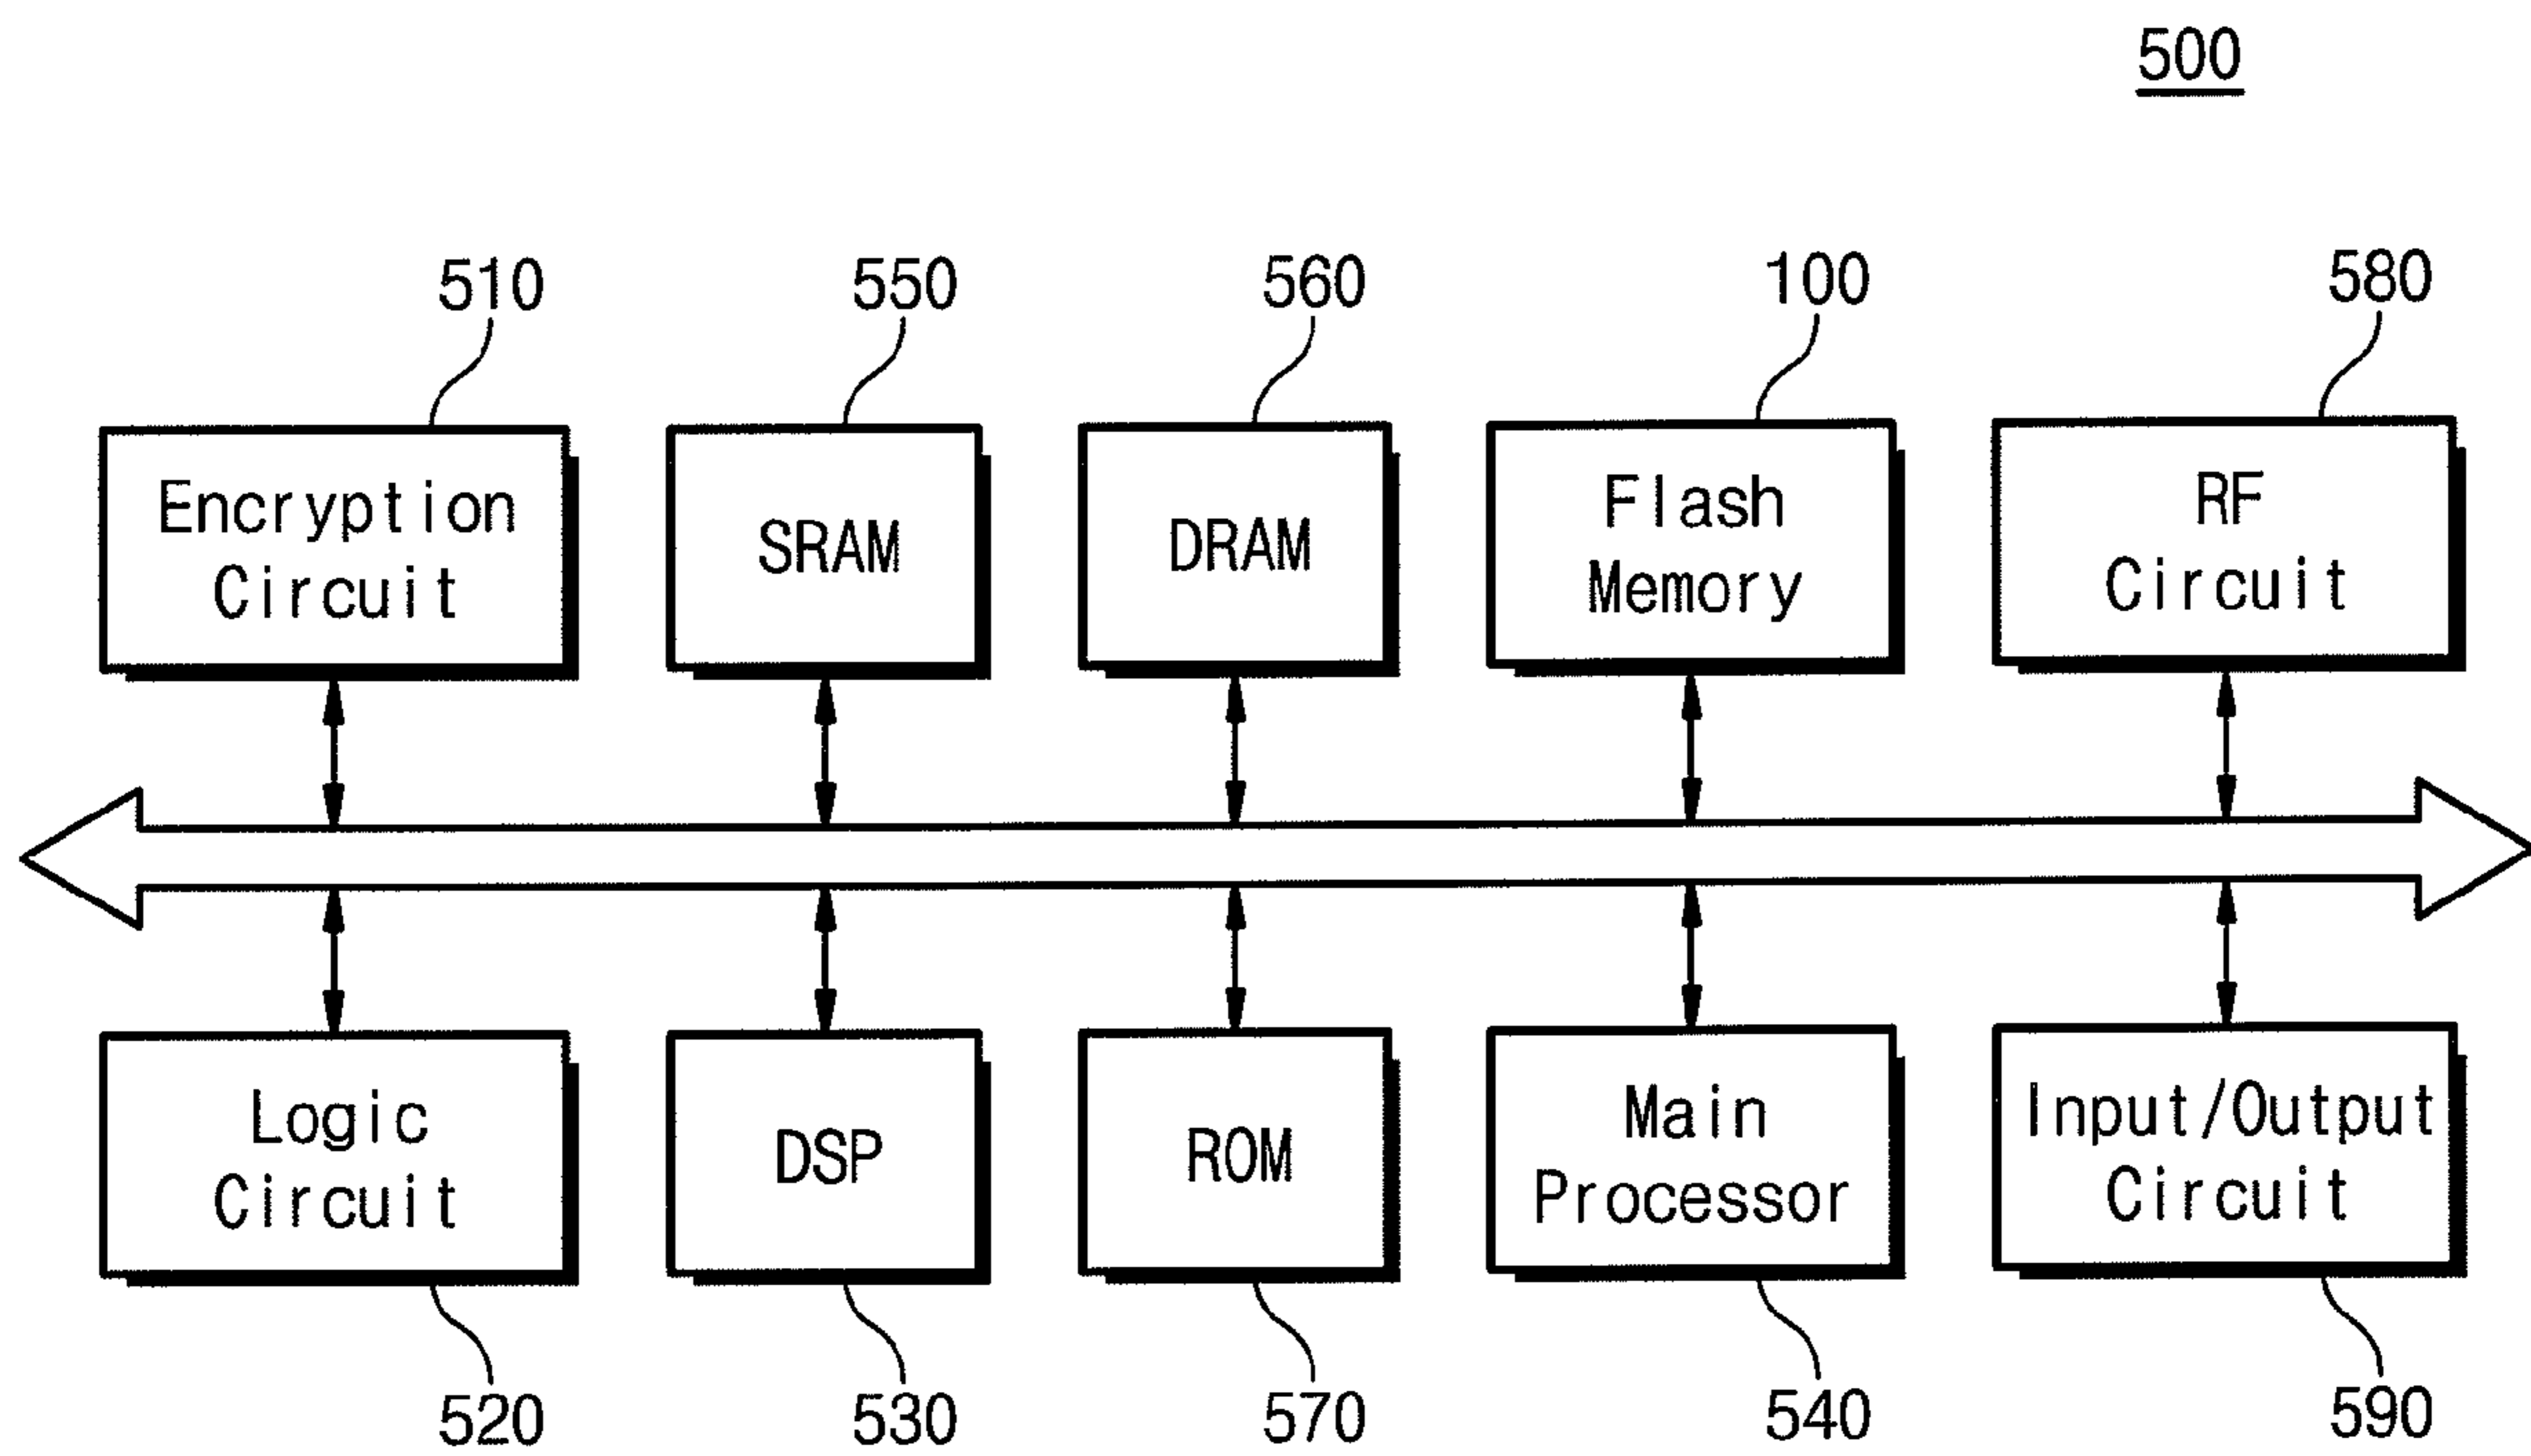 500
510
550
560
100
580
Encryption
Circuit
SRAM
DRAM
Flash
Memory
RF
Circuit
Logic
Circuit
DSP
ROM
Main
Processor
Input/Output
Circuit
520
530
570
540
590